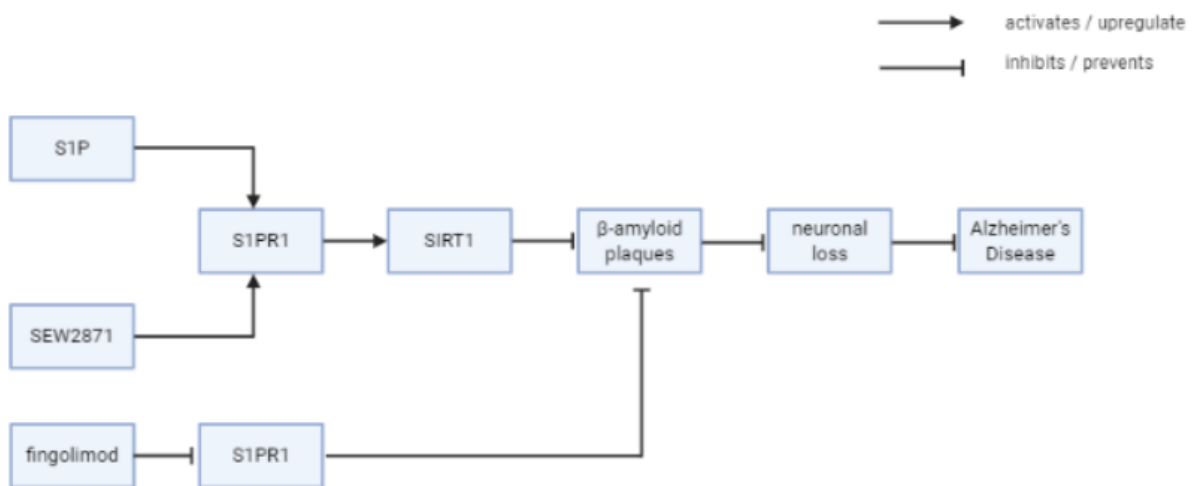 activates / upregulate
inhibits / prevents
S1P
S1PR1
SIRT1
β-amyloid
plaques
neuronal
loss
Alzheimer's
Disease
SEW2871
fingolimod
S1PR1